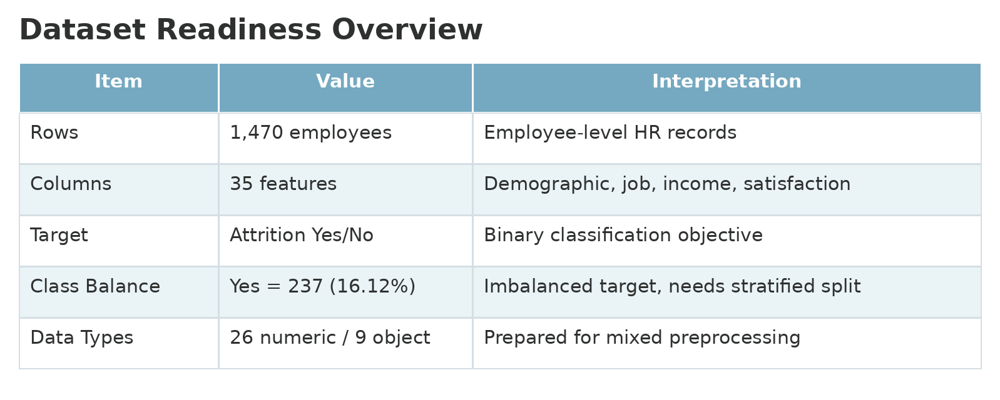 Dataset Readiness Overview
Item Value Interpretation
Rows 1,470 employees Employee-level HR records
Columns 35 features Demographic, job, income, satisfaction
Target Attrition Yes/No Binary classification objective
Class Balance Yes = 237 (16.12%) Imbalanced target, needs stratified split
Data Types 26 numeric / 9 object Prepared for mixed preprocessing